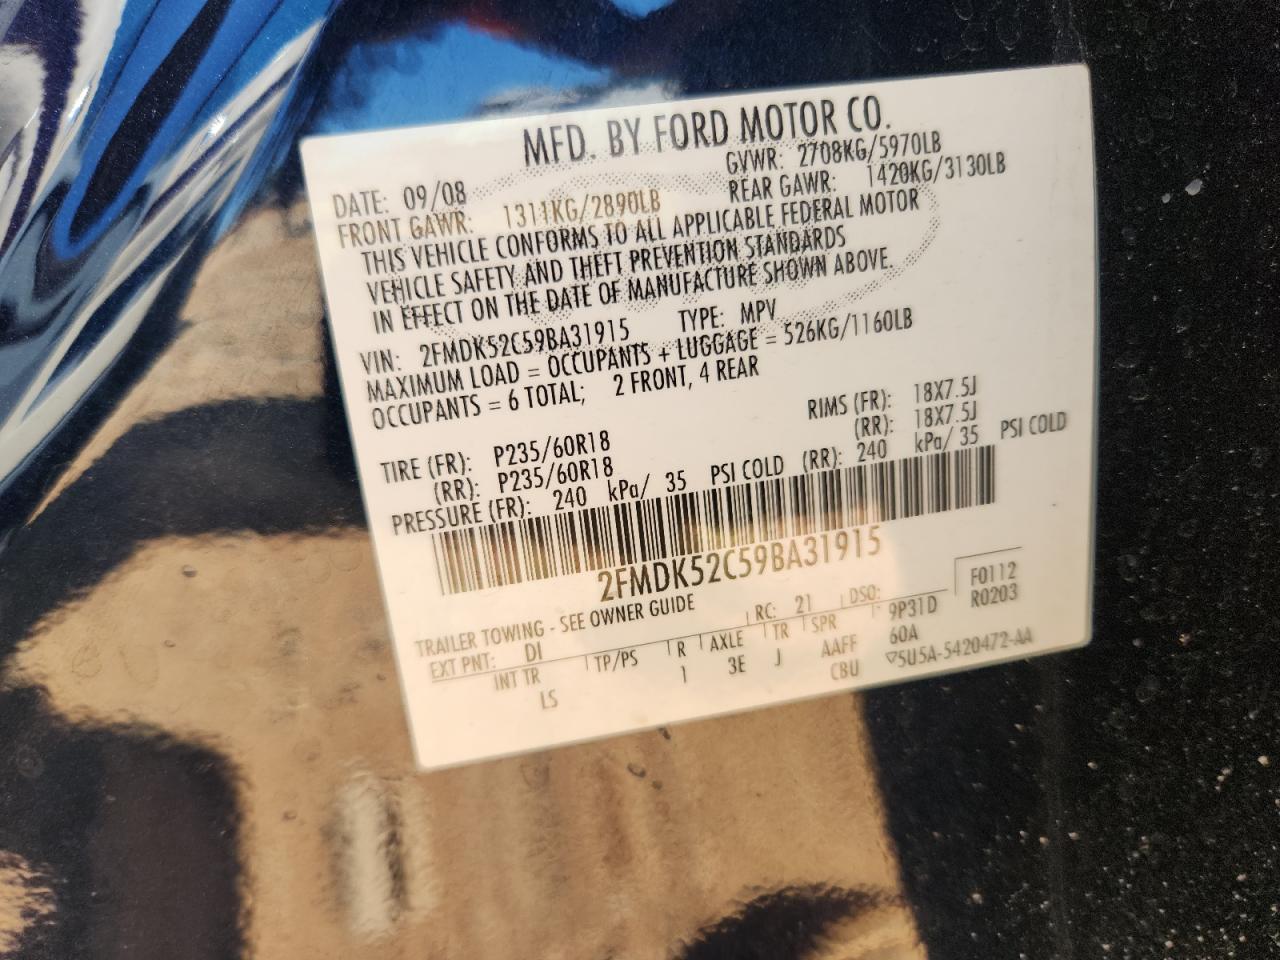 MFD. BY FORD MOTOR CO.
DATE: 09/08 GVWR: 2708KG/5970LB
FRONT GAWR: 1311KG/2890LB REAR GAWR: 1420KG/3130LB
THIS VEHICLE CONFORMS TO ALL APPLICABLE FEDERAL MOTOR
VEHICLE SAFETY AND THEFT PREVENTION STANDARDS
IN EFFECT ON THE DATE OF MANUFACTURE SHOWN ABOVE.
VIN: 2FMDK52C59BA31915 TYPE: MPV
MAXIMUM LOAD = OCCUPANTS + LUGGAGE = 526KG/1160LB
OCCUPANTS = 6 TOTAL; 2 FRONT, 4 REAR
TIRE (FR): P235/60R18 RIMS (FR): 18X7.5J
(RR): P235/60R18 (RR): 18X7.5J
PRESSURE (FR): 240 kPa/ 35 PSI COLD (RR): 240 kPa/ 35 PSI COLD
2FMDK52C59BA31915
TRAILER TOWING - SEE OWNER GUIDE F0112
EXT PNT: DI RC: 21 DSO: 9P31D R0203
INT TR TP/PS R AXLE TR SPR 60A
LS 1 3E J AAFF
CBU ▽5U5A-5420472-AA